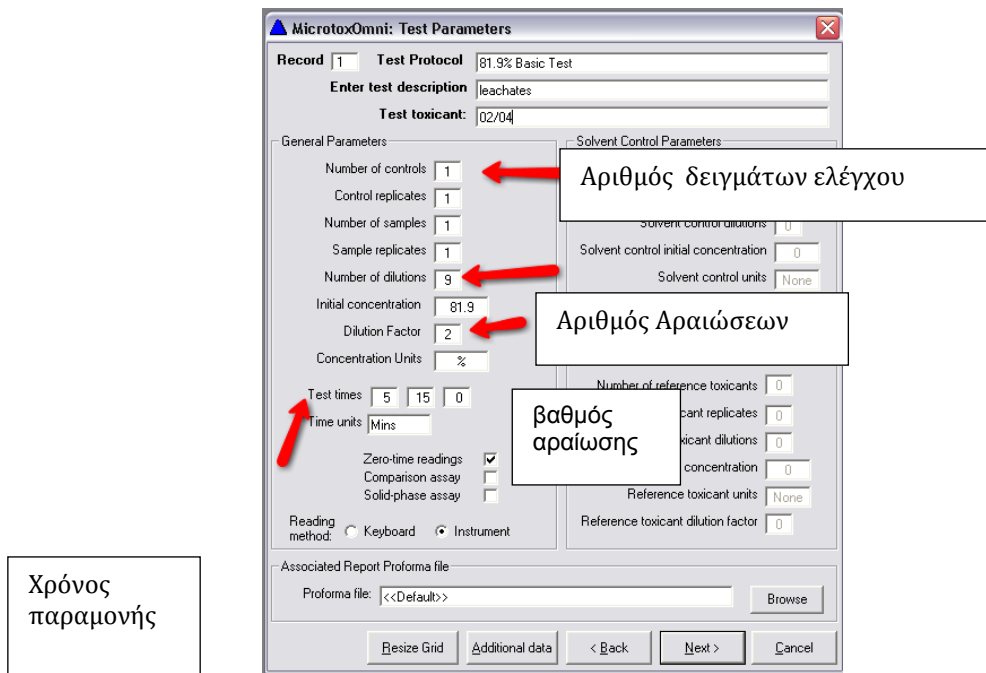 MicrotoxOmni: Test Parameters
Record 1 Test Protocol 81.9% Basic Test
Enter test description leachates
Test toxicant: 02/04
General Parameters
Number of controls 1
Control replicates 1
Number of samples 1
Sample replicates 1
Number of dilutions 9
Initial concentration 81.9
Dilution Factor 2
Concentration Units %
Test times 5 15 0
Time units Mins
Zero-time readings
Comparison assay
Solid-phase assay
Reading
method: Keyboard Instrument
Solvent Control Parameters
Αριθμός δειγμάτων ελέγχου
Solvent control dilutions 0
Solvent control initial concentration 0
Solvent control units None
Αριθμός Αραιώσεων
Number of reference toxicants 0
βαθμός
αραίωσης
replicates 0
dilutions 0
concentration 0
Reference toxicant units None
Reference toxicant dilution factor 0
Associated Report Proforma file
Proforma file: <<Default>> Browse
Χρόνος
παραμονής
Resize Grid Additional data < Back Next > Cancel